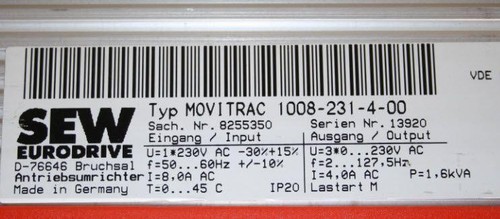 VDE
SEW
EURODRIVE
D-76646 Bruchsal
Antriebsumrichter
Made in Germany
Typ MOVITRAC 1008-231-4-00
Sach. Nr. 8255350 Serien Nr. 13920
Eingang / Input Ausgang / Output
U=1*230V AC -30%+15% U=3*0...230V AC
f=50...60Hz +/-10% f=2...127,5Hz
I=8,0A AC I=4,0A AC P=1,6kVA
T=0...45 C IP20 Lastart M